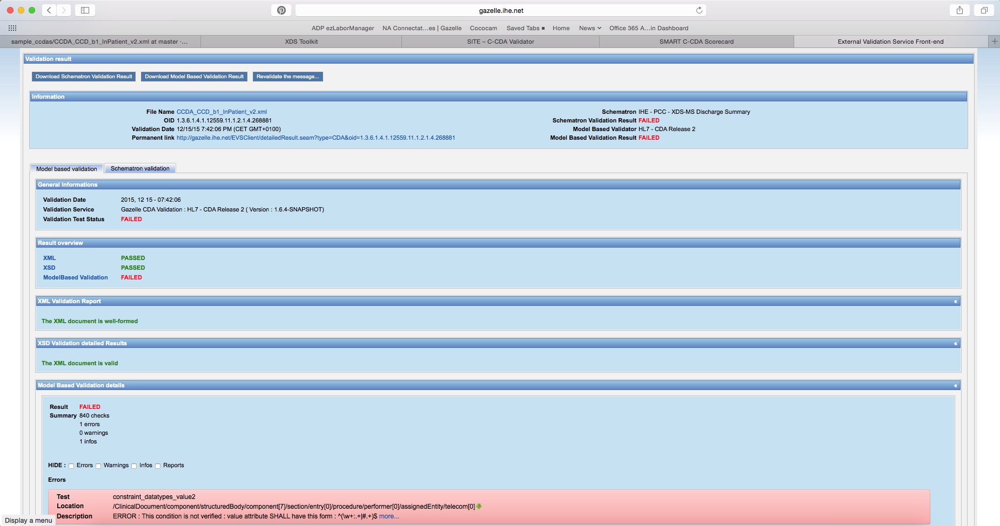 gazelle.ihe.net
ADP ezLaborManager NA Connectat...es | Gazelle Cococam Saved Tabs Home News Office 365 A...in Dashboard
sample_ccdas/CCDA_CCD_b1_InPatient_v2.xml at master ·... XDS Toolkit SITE – C-CDA Validator SMART C-CDA Scorecard External Validation Service Front-end
Validation result
Download Schematron Validation Result Download Model Based Validation Result Revalidate the message...
Information
File Name CCDA_CCD_b1_InPatient_v2.xml Schematron IHE - PCC - XDS-MS Discharge Summary
OID 1.3.6.1.4.1.12559.11.1.2.1.4.268881 Schematron Validation Result FAILED
Validation Date 12/15/15 7:42:06 PM (CET GMT+0100) Model Based Validator HL7 - CDA Release 2
Permanent link http://gazelle.ihe.net/EVSClient/detailedResult.seam?type=CDA&oid=1.3.6.1.4.1.12559.11.1.2.1.4.268881 Model Based Validation Result FAILED
Model based validation Schematron validation
General Informations
Validation Date 2015, 12 15 - 07:42:06
Validation Service Gazelle CDA Validation : HL7 - CDA Release 2 ( Version : 1.6.4-SNAPSHOT)
Validation Test Status FAILED
Result overview
XML PASSED
XSD PASSED
ModelBased Validation FAILED
XML Validation Report «
The XML document is well-formed
XSD Validation detailed Results «
The XML document is valid
Model Based Validation details «
Result FAILED
Summary 840 checks
1 errors
0 warnings
1 infos
HIDE : Errors Warnings Infos Reports
Errors
Test constraint_datatypes_value2
Location /ClinicalDocument/component/structuredBody/component[7]/section/entry[0]/procedure/performer[0]/assignedEntity/telecom[0]
Description ERROR : This condition is not verified : value attribute SHALL have this form : ^(\w+:.+|#.+)$ more...
Display a menu